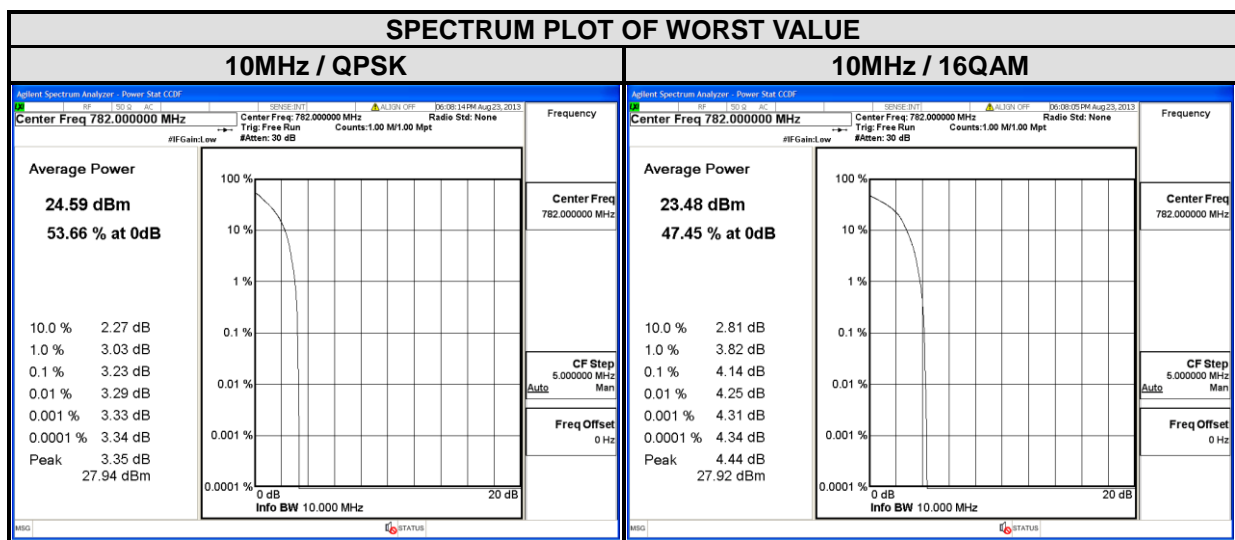 SPECTRUM PLOT OF WORST VALUE
10MHz / QPSK
10MHz / 16QAM
Agilent Spectrum Analyzer - Power Stat CCDF
LXI RF 50 Ω AC SENSE:INT ALIGN OFF 06:08:14 PM Aug 23, 2013
Center Freq 782.000000 MHz
Center Freq: 782.000000 MHz Radio Std: None
Trig: Free Run Counts:1.00 M/1.00 Mpt
#IFGain:Low #Atten: 30 dB
Frequency
Average Power
24.59 dBm
53.66 % at 0dB
10.0 % 2.27 dB
1.0 % 3.03 dB
0.1 % 3.23 dB
0.01 % 3.29 dB
0.001 % 3.33 dB
0.0001 % 3.34 dB
Peak 3.35 dB
27.94 dBm
100 %
10 %
1 %
0.1 %
0.01 %
0.001 %
0.0001 %
0 dB 20 dB
Info BW 10.000 MHz
Center Freq
782.000000 MHz
CF Step
5.000000 MHz
Auto Man
Freq Offset
0 Hz
MSG STATUS
Agilent Spectrum Analyzer - Power Stat CCDF
LXI RF 50 Ω AC SENSE:INT ALIGN OFF 06:08:05 PM Aug 23, 2013
Center Freq 782.000000 MHz
Center Freq: 782.000000 MHz Radio Std: None
Trig: Free Run Counts:1.00 M/1.00 Mpt
#IFGain:Low #Atten: 30 dB
Frequency
Average Power
23.48 dBm
47.45 % at 0dB
10.0 % 2.81 dB
1.0 % 3.82 dB
0.1 % 4.14 dB
0.01 % 4.25 dB
0.001 % 4.31 dB
0.0001 % 4.34 dB
Peak 4.44 dB
27.92 dBm
100 %
10 %
1 %
0.1 %
0.01 %
0.001 %
0.0001 %
0 dB 20 dB
Info BW 10.000 MHz
Center Freq
782.000000 MHz
CF Step
5.000000 MHz
Auto Man
Freq Offset
0 Hz
MSG STATUS